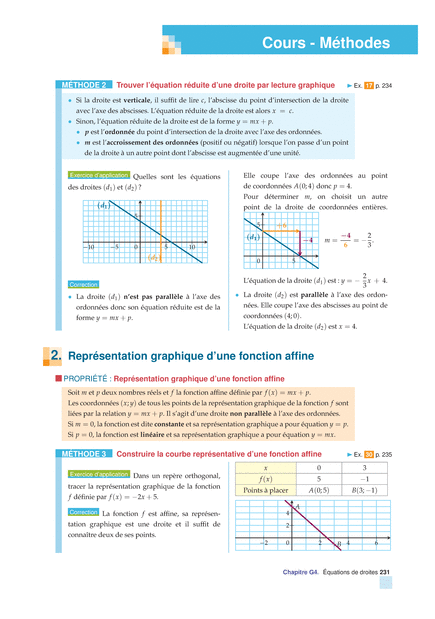 Cours - Méthodes
MÉTHODE 2 Trouver l'équation réduite d'une droite par lecture graphique ► Ex. 17 p. 234
• Si la droite est verticale, il suffit de lire c, l'abscisse du point d'intersection de la droite
avec l'axe des abscisses. L'équation réduite de la droite est alors x = c.
• Sinon, l'équation réduite de la droite est de la forme y = mx + p.
• p est l'ordonnée du point d'intersection de la droite avec l'axe des ordonnées.
• m est l'accroissement des ordonnées (positif ou négatif) lorsque l'on passe d'un point
de la droite à un autre point dont l'abscisse est augmentée d'une unité.
Exercice d'application Quelles sont les équations
des droites (d₁) et (d₂) ?
(d₁)
5
−10 −5 0 5 10
(d₂)
Correction
• La droite (d₁) n'est pas parallèle à l'axe des
ordonnées donc son équation réduite est de la
forme y = mx + p.
Elle coupe l'axe des ordonnées au point
de coordonnées A(0; 4) donc p = 4.
Pour déterminer m, on choisit un autre
point de la droite de coordonnées entières.
5 +6
(d₁) −4
0 5
m = −4/6 = −2/3.
L'équation de la droite (d₁) est : y = −2/3x + 4.
• La droite (d₂) est parallèle à l'axe des ordon-
nées. Elle coupe l'axe des abscisses au point de
coordonnées (4; 0).
L'équation de la droite (d₂) est x = 4.
2. Représentation graphique d'une fonction affine
PROPRIÉTÉ : Représentation graphique d'une fonction affine
Soit m et p deux nombres réels et f la fonction affine définie par f(x) = mx + p.
Les coordonnées (x; y) de tous les points de la représentation graphique de la fonction f sont
liées par la relation y = mx + p. Il s'agit d'une droite non parallèle à l'axe des ordonnées.
Si m = 0, la fonction est dite constante et sa représentation graphique a pour équation y = p.
Si p = 0, la fonction est linéaire et sa représentation graphique a pour équation y = mx.
MÉTHODE 3 Construire la courbe représentative d'une fonction affine ► Ex. 30 p. 235
Exercice d'application Dans un repère orthogonal,
tracer la représentation graphique de la fonction
f définie par f(x) = −2x + 5.
Correction La fonction f est affine, sa représen-
tation graphique est une droite et il suffit de
connaître deux de ses points.
x 0 3
f(x) 5 −1
Points à placer A(0; 5) B(3; −1)
A
4
2
−2 0 2 B 4 6
Chapitre G4. Équations de droites 231